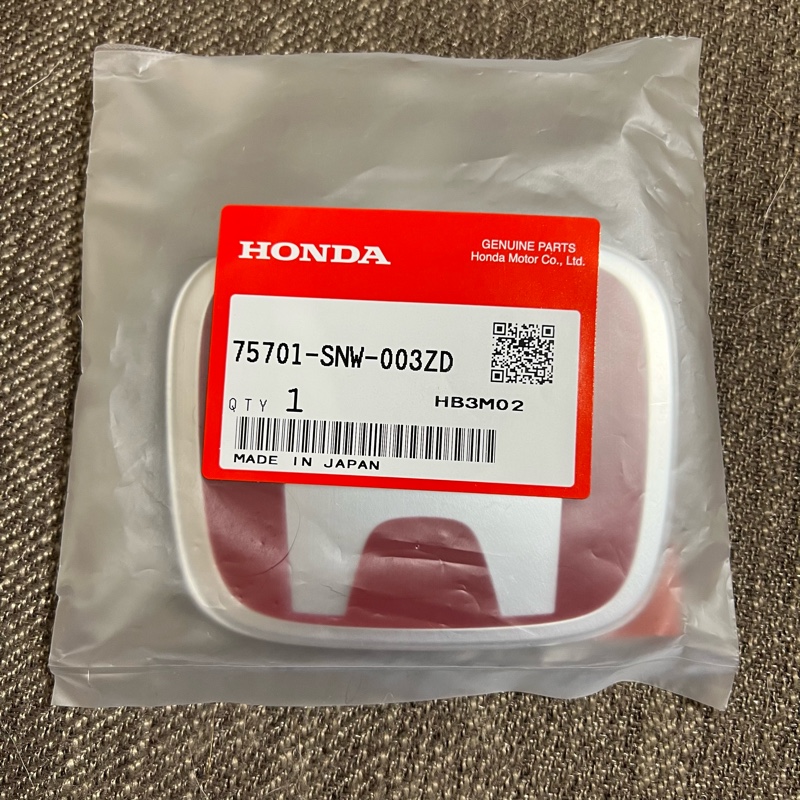 HONDA
GENUINE PARTS
Honda Motor Co., Ltd.
75701-SNW-003ZD
QTY 1
HB3M02
MADE IN JAPAN